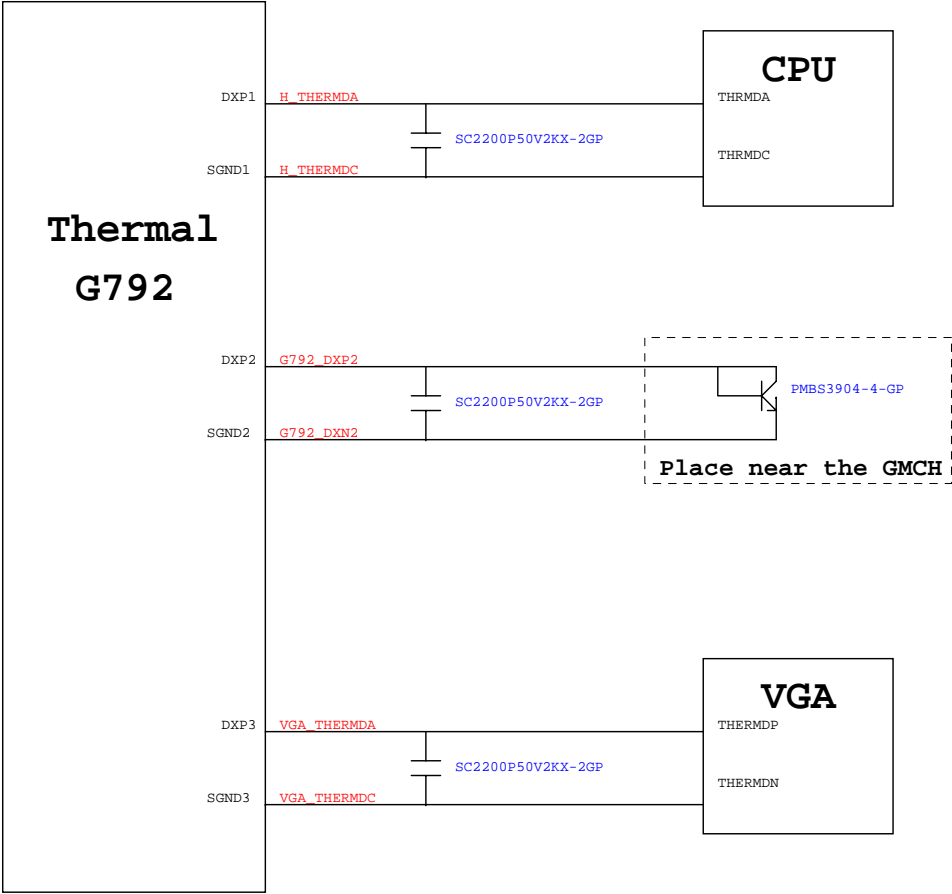 CPU
DXP1 H_THERMDA THRMDA
SC2200P50V2KX-2GP
THRMDC
SGND1 H_THERMDC
Thermal
G792
DXP2 G792_DXP2
PMBS3904-4-GP
SC2200P50V2KX-2GP
SGND2 G792_DXN2
Place near the GMCH
VGA
DXP3 VGA_THERMDA THERMDP
SC2200P50V2KX-2GP
THERMDN
SGND3 VGA_THERMDC